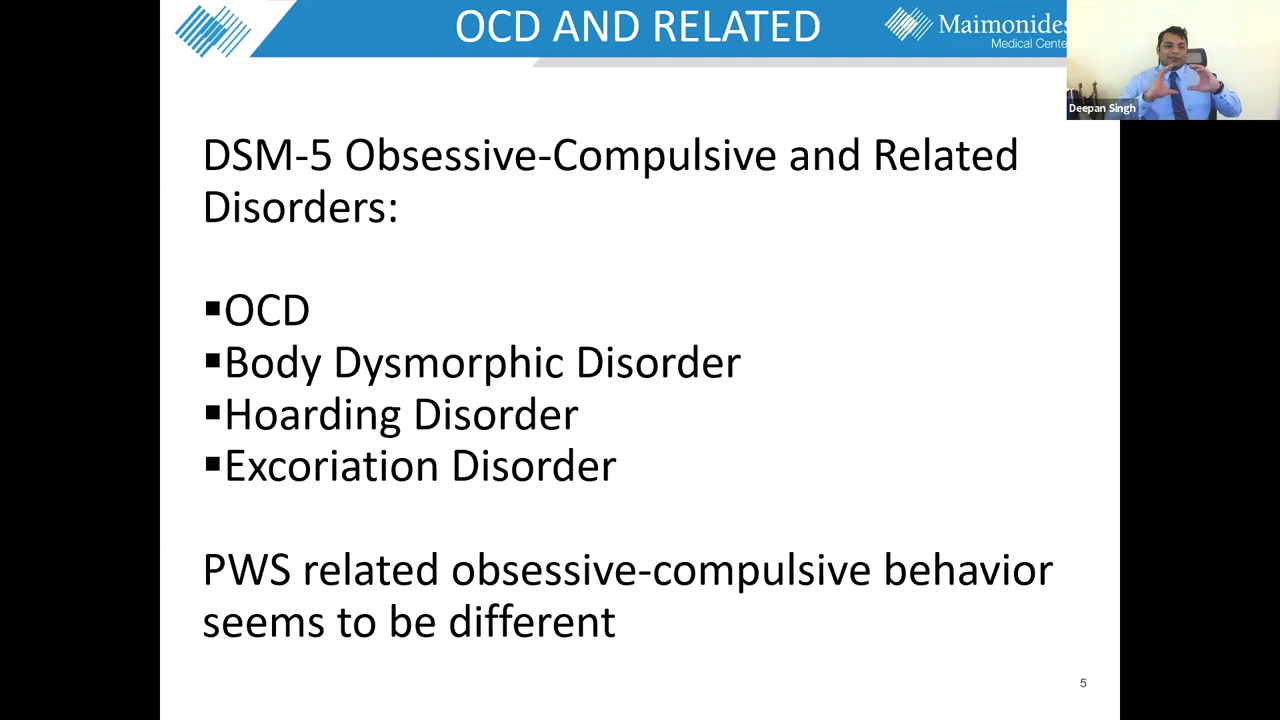 OCD AND RELATED
Maimonides
Medical Center
Deepan Singh
DSM-5 Obsessive-Compulsive and Related
Disorders:
▪OCD
▪Body Dysmorphic Disorder
▪Hoarding Disorder
▪Excoriation Disorder
PWS related obsessive-compulsive behavior
seems to be different
5